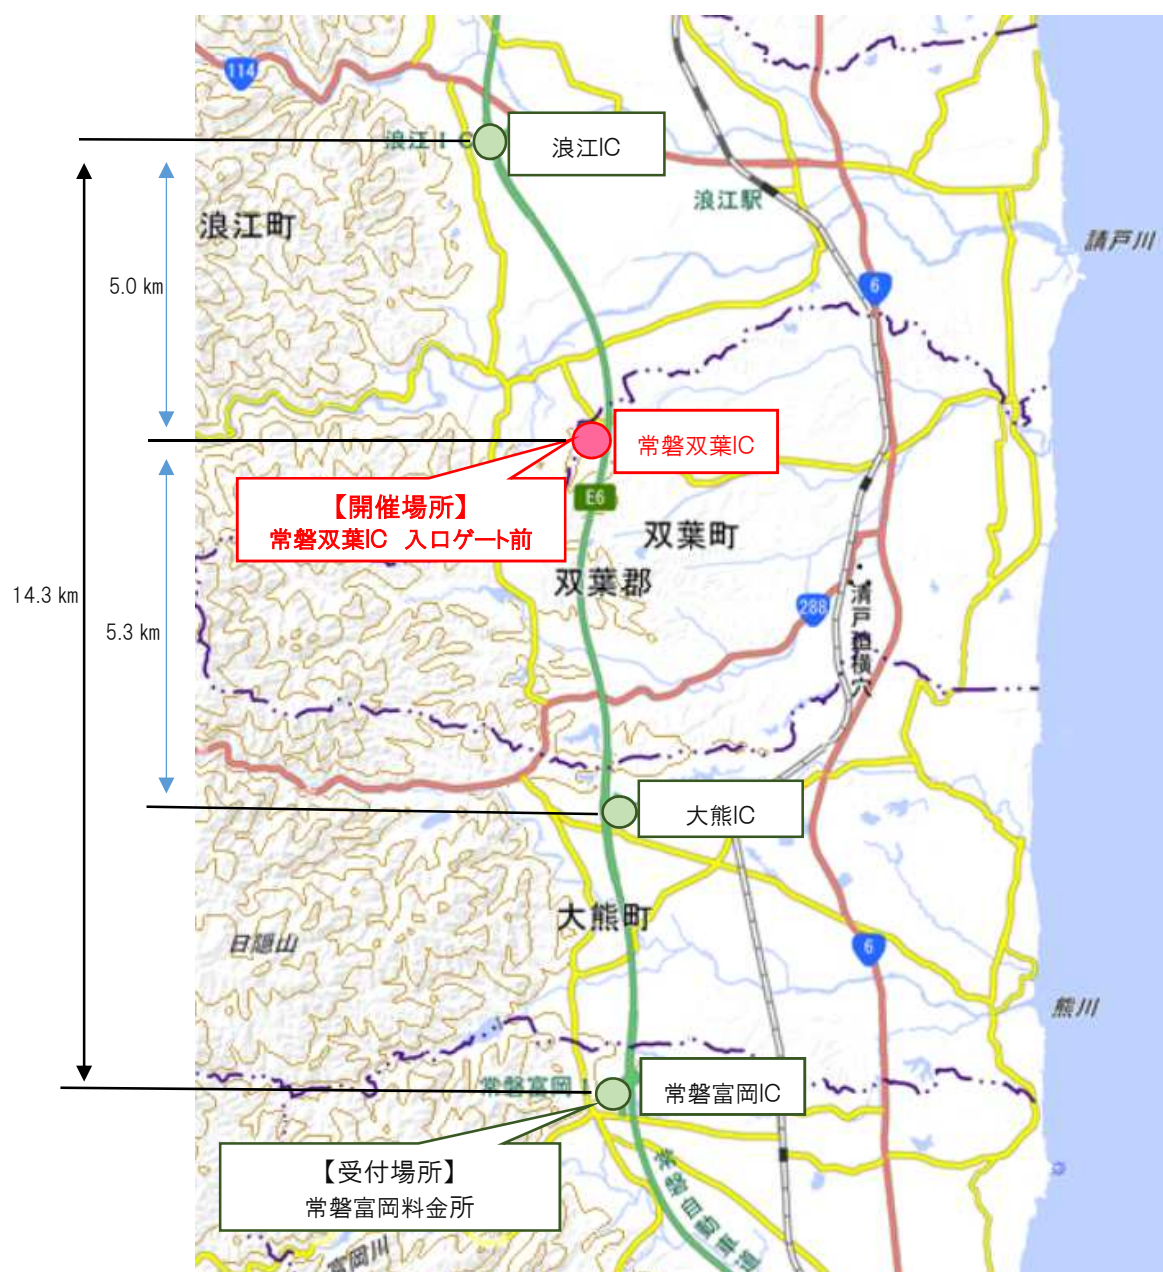 114
浪江IC
浪江IC
浪江駅
浪江町
請戸川
5.0 km
6
常磐双葉IC
【開催場所】
常磐双葉IC 入口ゲート前
E6
双葉町
双葉郡
14.3 km
5.3 km
288
清戸廹横穴
大熊IC
大熊町
日隠山
6
熊川
常磐富岡I
常磐富岡IC
【受付場所】
常磐富岡料金所
常磐自動車道
富岡川